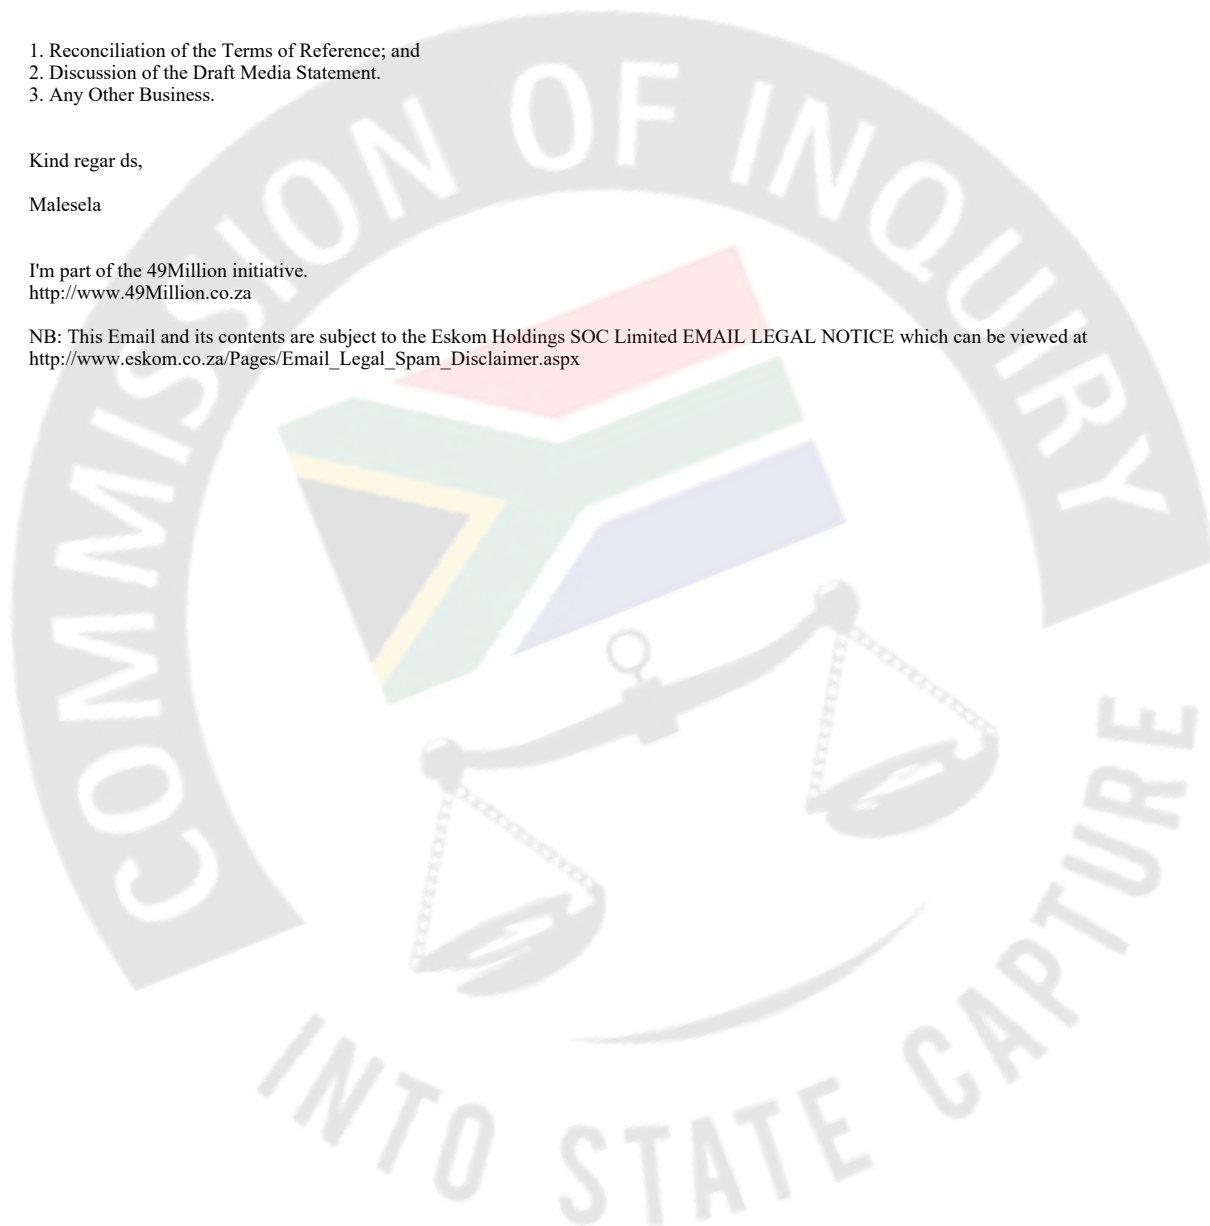 1. Reconciliation of the Terms of Reference; and
2. Discussion of the Draft Media Statement.
3. Any Other Business.
Kind regar ds,
Malesela
I'm part of the 49Million initiative.
http://www.49Million.co.za
NB: This Email and its contents are subject to the Eskom Holdings SOC Limited EMAIL LEGAL NOTICE which can be viewed at
http://www.eskom.co.za/Pages/Email_Legal_Spam_Disclaimer.aspx
COMMISSION OF INQUIRY
INTO STATE CAPTURE